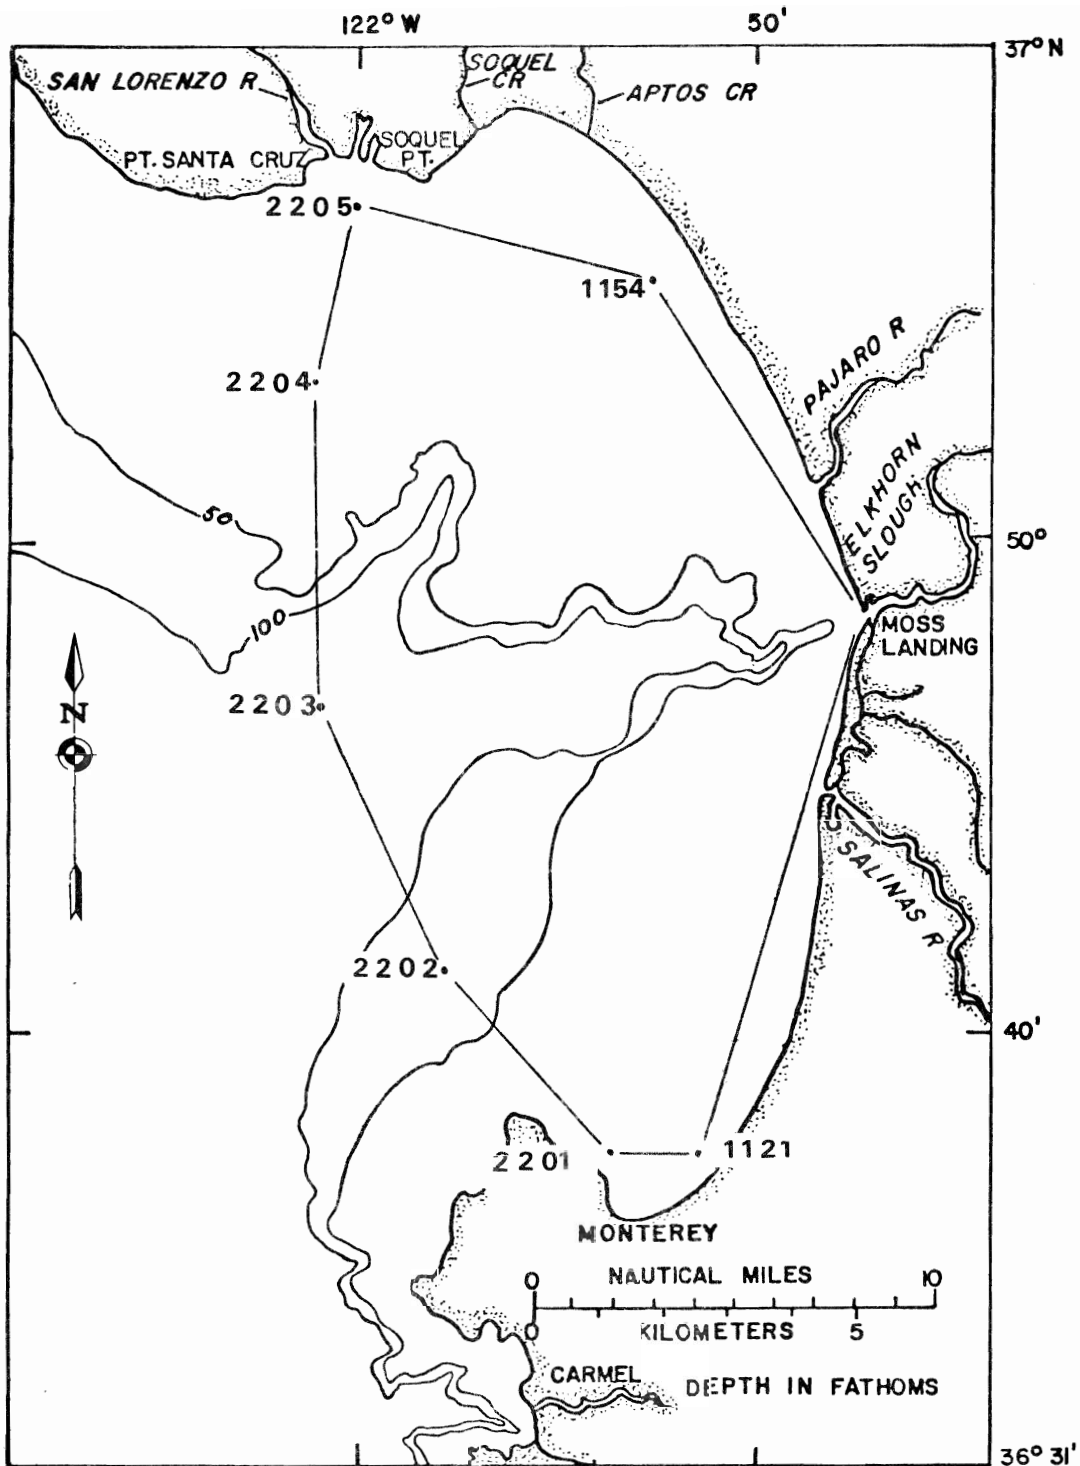 122° W
50'
37° N
SAN LORENZO R
SOQUEL
CR
APTOS CR
PT. SANTA CRUZ
SOQUEL
PT.
2205
1154
2204
PAJARO R
50
ELKHORN
SLOUGH
50°
100
MOSS
LANDING
2203
N
SALINAS R
2202
40'
2201
1121
MONTEREY
0
NAUTICAL MILES
10
0
KILOMETERS
5
CARMEL
DEPTH IN FATHOMS
36° 31'